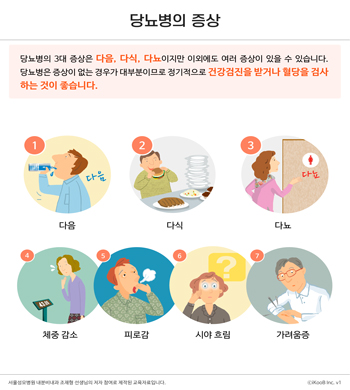 당뇨병의 증상
당뇨병의 3대 증상은 다음, 다식, 다뇨이지만 이외에도 여러 증상이 있을 수 있습니다.
당뇨병은 증상이 없는 경우가 대부분이므로 정기적으로 건강검진을 받거나 혈당을 검사
하는 것이 좋습니다.
1
2
3
다음
다뇨
다음
다식
다뇨
4
5
6
7
?
체중 감소
피로감
시야 흐림
가려움증
서울성모병원 내분비내과 조재형 선생님의 저자 참여로 제작된 교육자료입니다.
ⓒiKooB Inc. v1